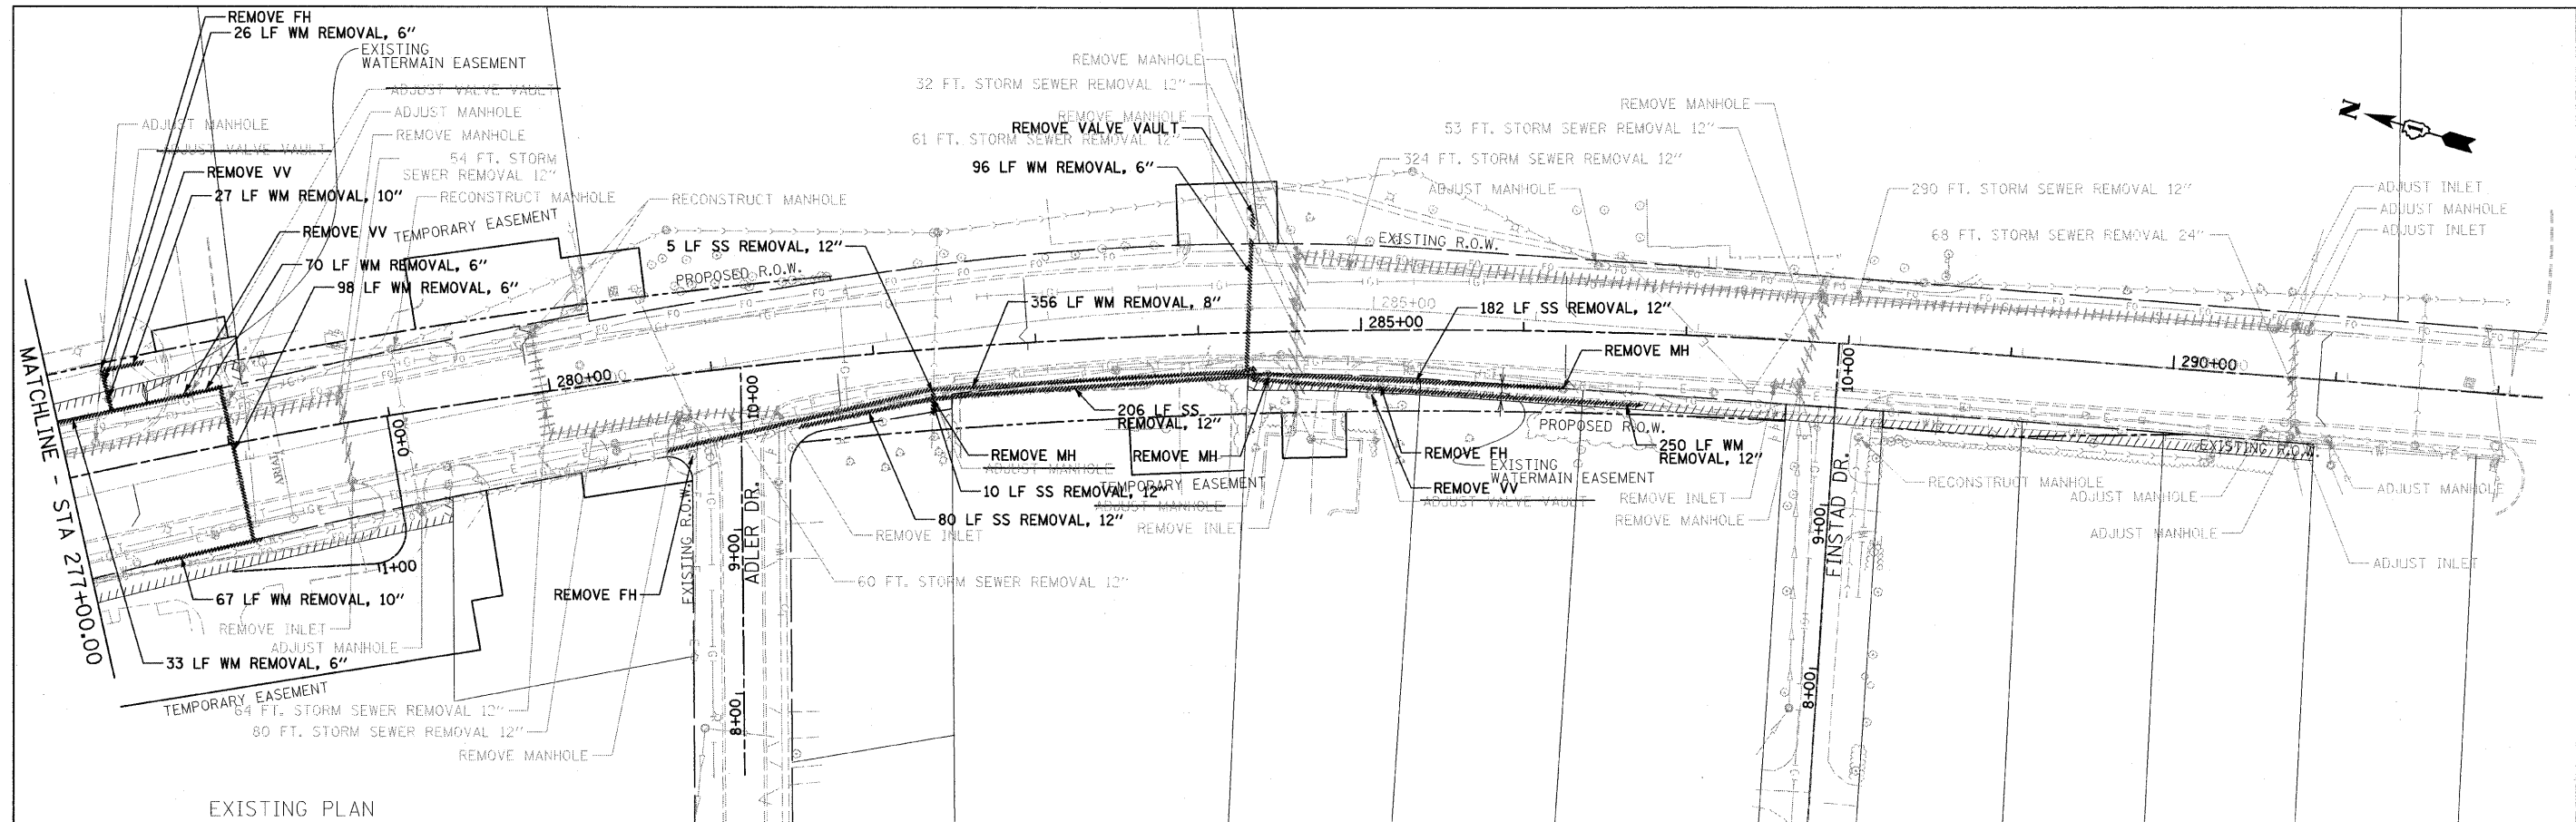 REMOVE FH
26 LF WM REMOVAL, 6"
EXISTING
WATERMAIN EASEMENT
ADJUST VALVE VAULT
ADJUST MANHOLE
ADJUST MANHOLE
REMOVE MANHOLE
ADJUST VALVE VAULT
54 FT. STORM
SEWER REMOVAL 12"
REMOVE VV
27 LF WM REMOVAL, 10"
RECONSTRUCT MANHOLE
RECONSTRUCT MANHOLE
TEMPORARY EASEMENT
REMOVE VV
70 LF WM REMOVAL, 6"
98 LF WM REMOVAL, 6"
PROPOSED R.O.W.
5 LF SS REMOVAL, 12"
356 LF WM REMOVAL, 8"
REMOVE MANHOLE
32 FT. STORM SEWER REMOVAL 12"
REMOVE MANHOLE
REMOVE VALVE VAULT
61 FT. STORM SEWER REMOVAL 12"
96 LF WM REMOVAL, 6"
REMOVE MANHOLE
53 FT. STORM SEWER REMOVAL 12"
324 FT. STORM SEWER REMOVAL 12"
ADJUST MANHOLE
290 FT. STORM SEWER REMOVAL 12"
68 FT. STORM SEWER REMOVAL 24"
ADJUST INLET
ADJUST MANHOLE
ADJUST INLET
N
EXISTING R.O.W.
285+00
285+00
182 LF SS REMOVAL, 12"
REMOVE MH
280+00
290+00
10+00
10+00
0+00
1+00
MATCHLINE - STA 277+00.00
206 LF SS
REMOVAL, 12"
REMOVE MH
ADJUST MANHOLE
REMOVE MH
TEMPORARY EASEMENT
10 LF SS REMOVAL, 12"
ADJUST MANHOLE
80 LF SS REMOVAL, 12"
REMOVE INLET
REMOVE INLET
REMOVE FH
EXISTING
WATERMAIN EASEMENT
REMOVE VV
ADJUST VALVE VAULT
PROPOSED R.O.W.
250 LF WM
REMOVAL, 12"
REMOVE INLET
REMOVE MANHOLE
RECONSTRUCT MANHOLE
EXISTING R.O.W.
ADJUST MANHOLE
ADJUST MANHOLE
ADJUST MANHOLE
ADJUST INLET
FINSTAD DR.
9+00
8+00
ADLER DR.
9+00
8+00
EXISTING R.O.W.
60 FT. STORM SEWER REMOVAL 12"
REMOVE FH
67 LF WM REMOVAL, 10"
REMOVE INLET
ADJUST MANHOLE
33 LF WM REMOVAL, 6"
TEMPORARY EASEMENT
64 FT. STORM SEWER REMOVAL 12"
80 FT. STORM SEWER REMOVAL 12"
REMOVE MANHOLE
EXISTING PLAN